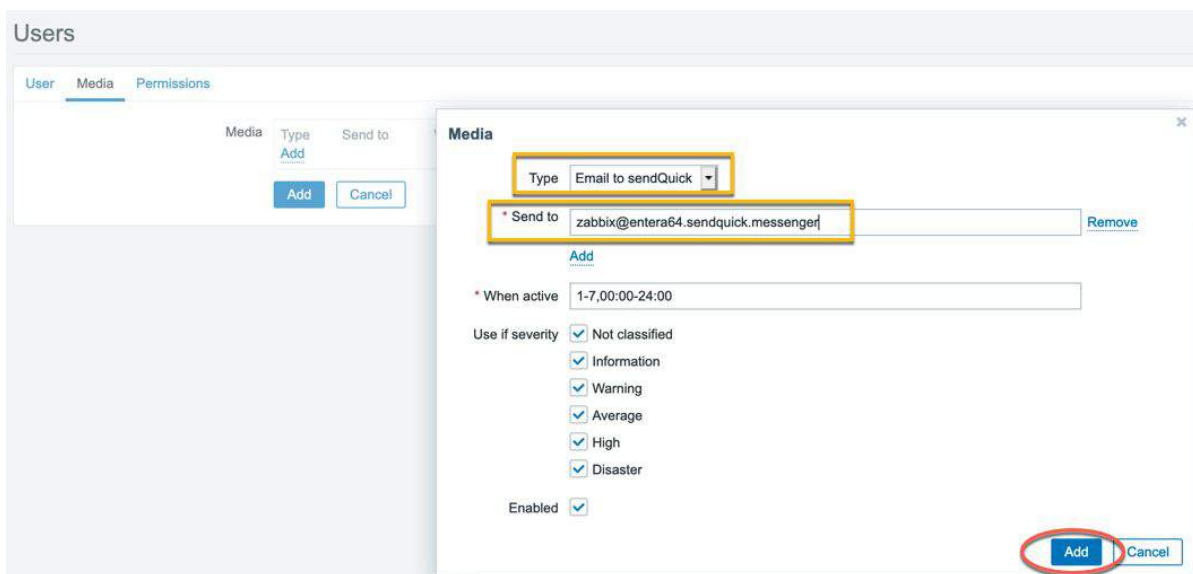 Users
User Media Permissions
Media Type Send to
Add
Add Cancel
Media
Type Email to sendQuick
* Send to zabbix@entera64.sendquick.messenger Remove
Add
* When active 1-7,00:00-24:00
Use if severity Not classified
Information
Warning
Average
High
Disaster
Enabled
Add Cancel